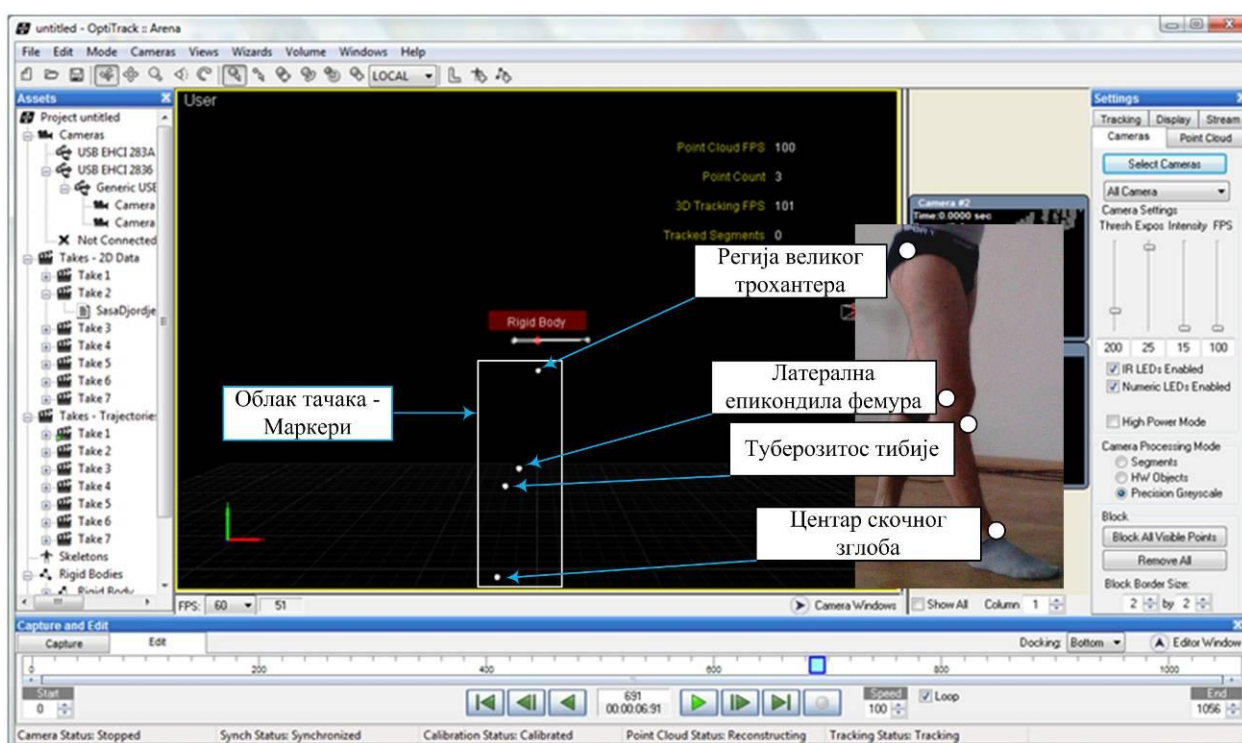 untitled - OptiTrack :: Arena
File Edit Mode Cameras Views Wizards Volume Windows Help
LOCAL
Assets
Project untitled
Cameras
USB EHCI 283A
USB EHCI 2836
Generic USE
Camera
Camera
Not Connected
Takes - 2D Data
Take 1
Take 2
SasaDjordje
Take 3
Take 4
Take 5
Take 6
Take 7
Takes - Trajectories
Take 1
Take 2
Take 3
Take 4
Take 5
Take 6
Take 7
Skeletons
Rigid Bodies
Rigid Body
User
Point Cloud FPS 100
Point Count 3
3D Tracking FPS 101
Tracked Segments 0
Rigid Body
Облак тачака -
Маркери
Регија великог
трохантера
Латерална
епикондила фемура
Туберозитос тибије
Центар скочног
зглоба
Camera #2
Time:0.0000 sec
FPS: 60 51
Camera Windows
Show All Column 1
Settings
Tracking Display Stream
Cameras Point Cloud
Select Cameras
All Camera
Camera Settings
Thresh Expos Intensity FPS
200 25 15 100
IR LEDs Enabled
Numeric LEDs Enabled
High Power Mode
Camera Processing Mode
Segments
HW Objects
Precision Greyscale
Block
Block All Visible Points
Remove All
Block Border Size:
2 by 2
Capture and Edit
Capture Edit
Docking: Bottom Editor Window
0 200 400 600 800 1000
Start
0
691
00:00:06:91
Speed
100
Loop
End
1056
Camera Status: Stopped Synch Status: Synchronized Calibration Status: Calibrated Point Cloud Status: Reconstructing Tracking Status: Tracking